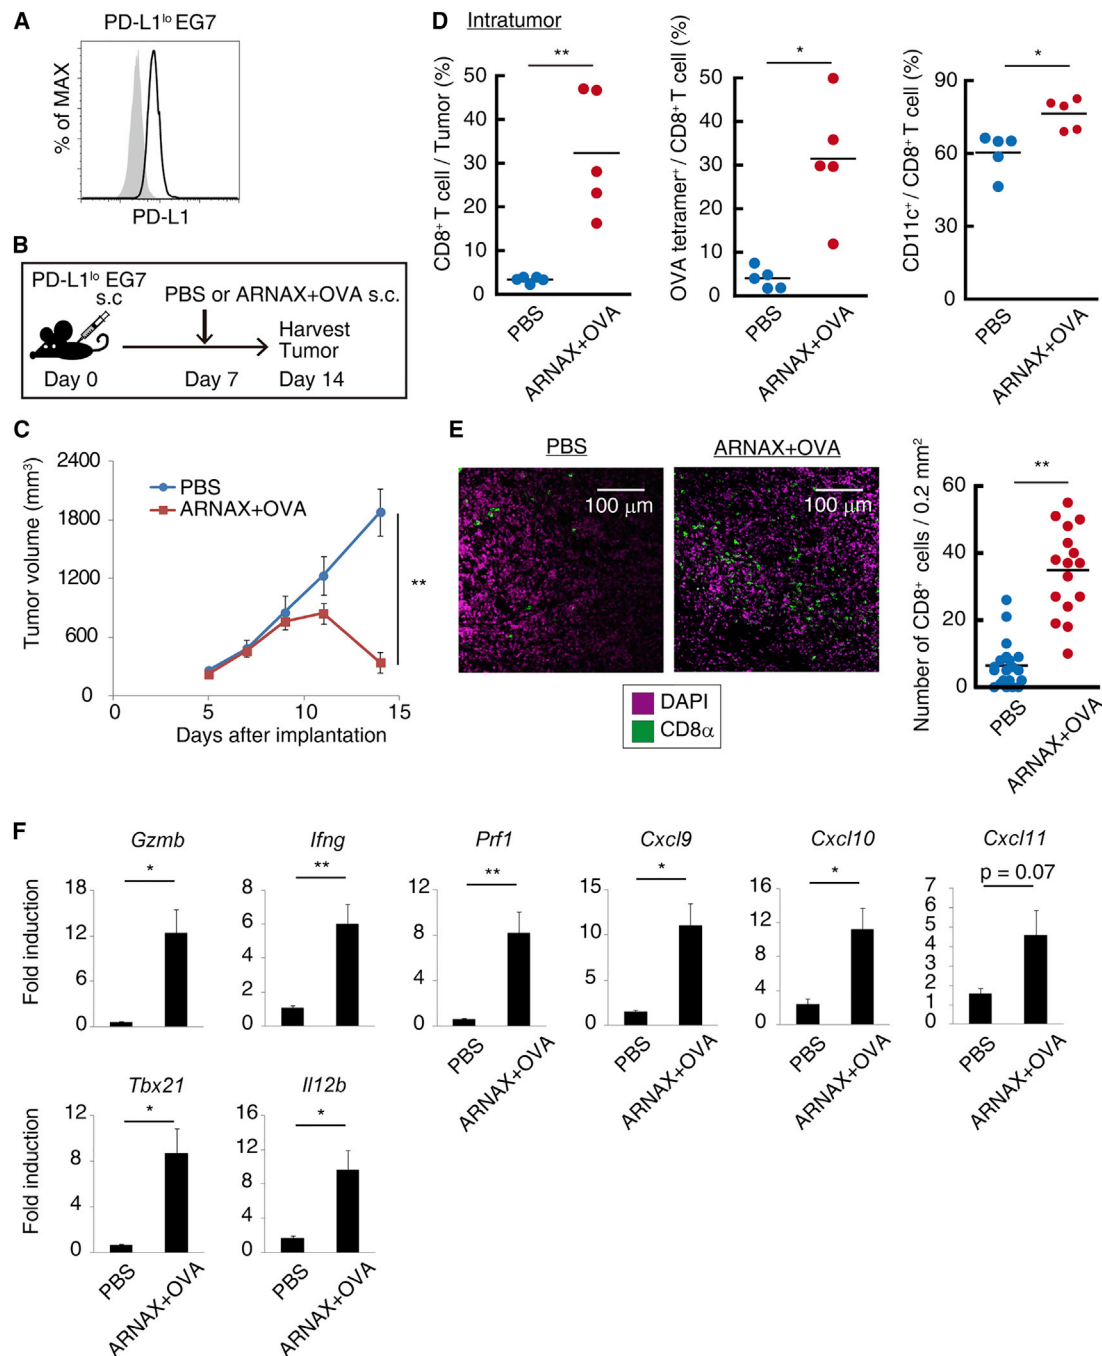 A
PD-L1ˡᵒ EG7
% of MAX
PD-L1
B
PD-L1ˡᵒ EG7
s.c
PBS or ARNAX+OVA s.c.
Harvest
Tumor
Day 0
Day 7
Day 14
C
Tumor volume (mm³)
2400
1800
1200
600
0
PBS
ARNAX+OVA
**
0
5
10
15
Days after implantation
D
Intratumor
CD8⁺ T cell / Tumor (%)
50
40
30
20
10
0
**
PBS
ARNAX+OVA
OVA tetramer⁺ / CD8⁺ T cell (%)
50
40
30
20
10
0
*
PBS
ARNAX+OVA
CD11c⁺ / CD8⁺ T cell (%)
90
60
30
0
*
PBS
ARNAX+OVA
E
PBS
100 μm
ARNAX+OVA
100 μm
DAPI
CD8α
Number of CD8⁺ cells / 0.2 mm²
60
40
20
0
**
PBS
ARNAX+OVA
F
Gzmb
*
Fold induction
18
12
6
0
Ifng
**
8
6
4
2
0
Prf1
**
12
8
4
0
PBS
ARNAX+OVA
Cxcl9
*
15
10
5
0
PBS
ARNAX+OVA
Cxcl10
*
16
12
8
4
0
PBS
ARNAX+OVA
Cxcl11
p = 0.07
7
6
5
4
3
2
1
0
PBS
ARNAX+OVA
Tbx21
*
Fold induction
12
8
4
0
PBS
ARNAX+OVA
Il12b
*
16
12
8
4
0
PBS
ARNAX+OVA